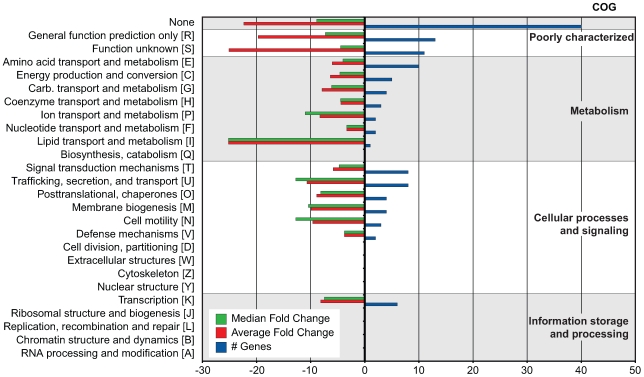 COG
None
General function prediction only [R]
Function unknown [S]
Poorly characterized
Amino acid transport and metabolism [E]
Energy production and conversion [C]
Carb. transport and metabolism [G]
Coenzyme transport and metabolism [H]
Ion transport and metabolism [P]
Nucleotide transport and metabolism [F]
Lipid transport and metabolism [I]
Biosynthesis, catabolism [Q]
Metabolism
Signal transduction mechanisms [T]
Trafficking, secretion, and transport [U]
Posttranslational, chaperones [O]
Membrane biogenesis [M]
Cell motility [N]
Defense mechanisms [V]
Cell division, partitioning [D]
Extracellular structures [W]
Cytoskeleton [Z]
Nuclear structure [Y]
Cellular processes
and signaling
Transcription [K]
Ribosomal structure and biogenesis [J]
Replication, recombination and repair [L]
Chromatin structure and dynamics [B]
RNA processing and modification [A]
Information storage
and processing
Median Fold Change
Average Fold Change
# Genes
-30 -20 -10 0 10 20 30 40 50